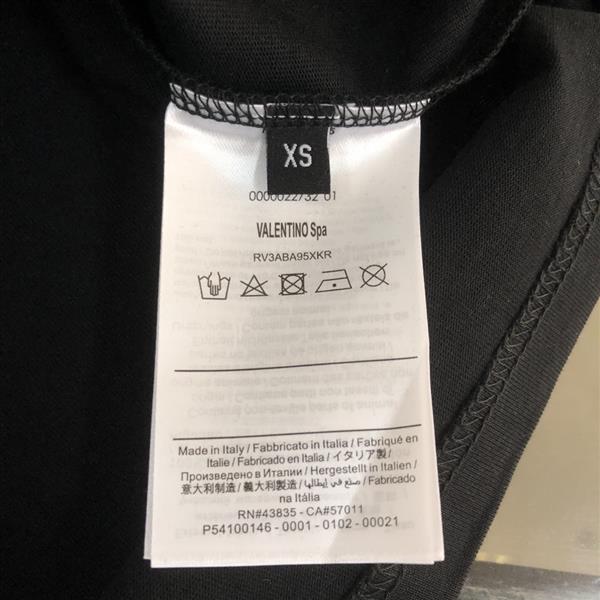 XS
0000022732 01
VALENTINO Spa
RV3ABA95XKR
Made in Italy / Fabbricato in Italia / Fabriqué en
Italie / Fabricado en Italia / イタリア製 /
Произведено в Италии / Hergestellt in Italien /
意大利制造 / 義大利製造 / صنع في إيطاليا / Fabricado
na Itália
RN#43835 - CA#57011
P54100146 - 0001 - 0102 - 00021